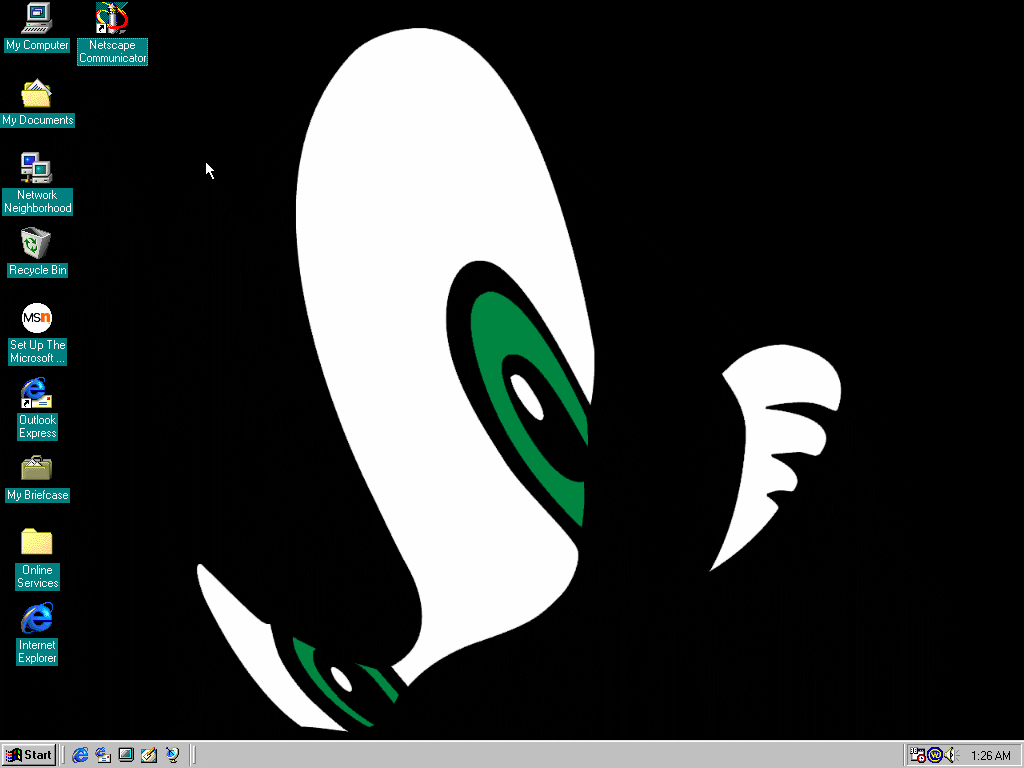 My Computer
Netscape
Communicator
My Documents
Network
Neighborhood
Recycle Bin
MSn
Set Up The
Microsoft ...
Outlook
Express
My Briefcase
Online
Services
Internet
Explorer
Start
1:26 AM